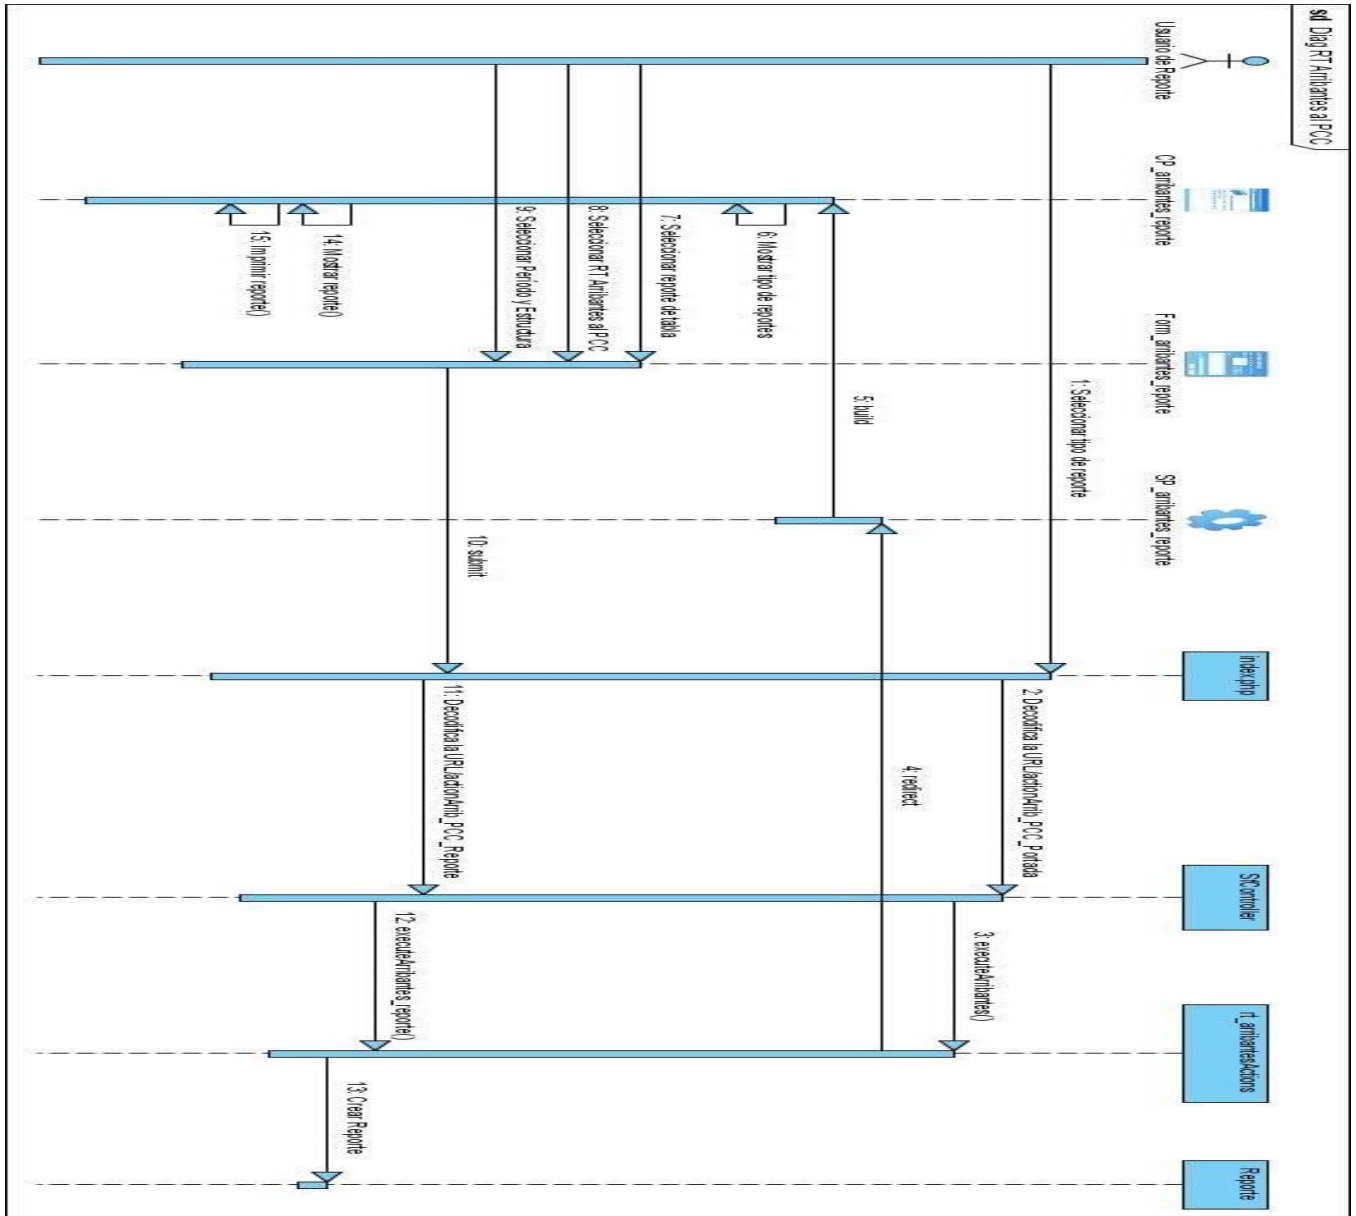 sd Diag RT Arribantes al PCC
Usuario de Reporte
CP_arribantes_reporte
Form_arribantes_reporte
SP_arribantes_reporte
index.php
SfController
rt_arribantesActions
Reporte
1: Seleccionar tipo de reporte
2: Decodifica la URL/actionArrib_PCC_Portada
3: executeArribantes()
4: redirect
5: build
6: Mostrar tipo de reportes
7: Seleccionar reporte de tabla
8: Seleccionar RT Arribantes al PCC
9: Seleccionar Período y Estructura
10: submit
11: Decodifica la URL/actionArrib_PCC_Reporte
12: executeArribantes_reporte()
13: Crear Reporte
14: Mostrar reporte()
15: Imprimir reporte()